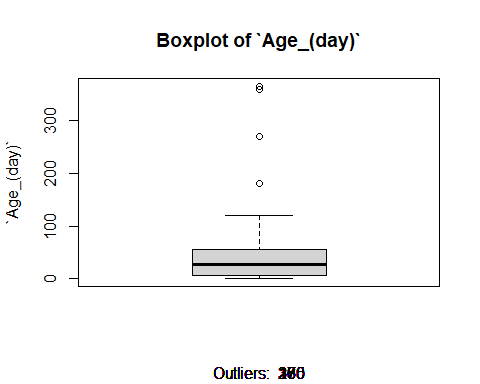 Boxplot of `Age_(day)`
`Age_(day)`
300
200
100
0
Outliers: